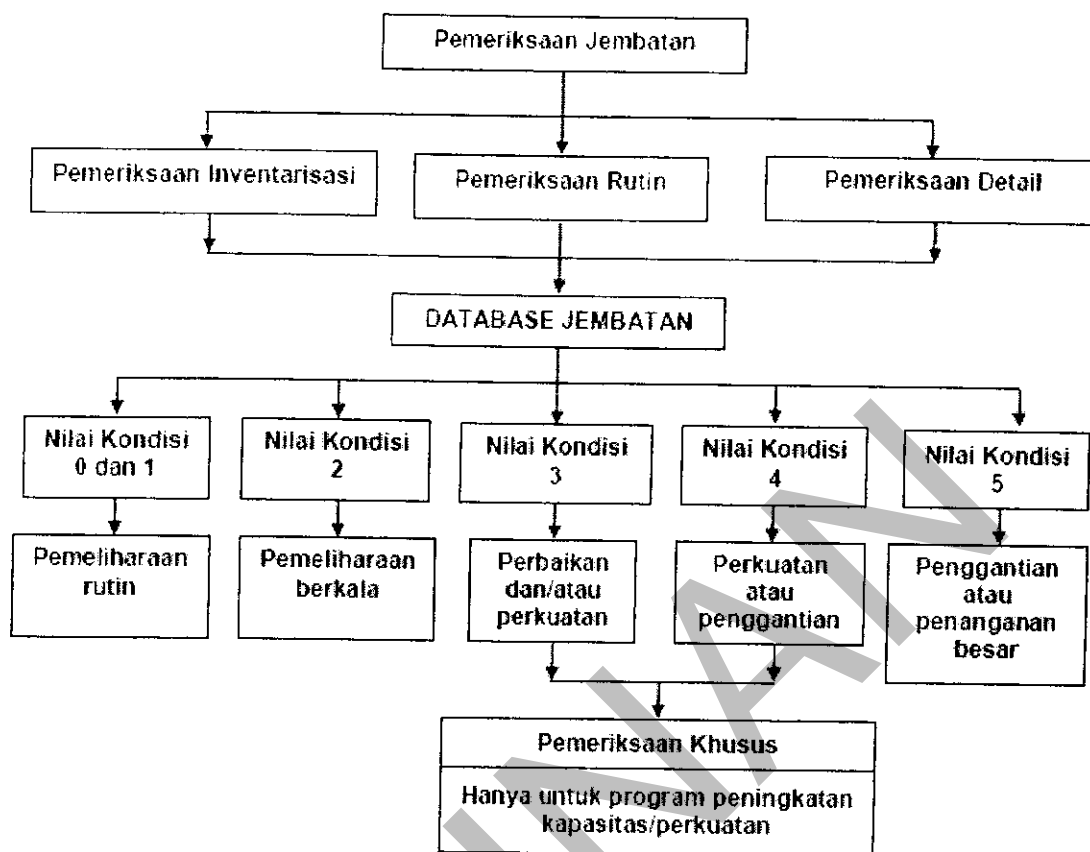 Pemeriksaan Jembatan
Pemeriksaan Inventarisasi
Pemeriksaan Rutin
Pemeriksaan Detail
DATABASE JEMBATAN
Nilai Kondisi
0 dan 1
Nilai Kondisi
2
Nilai Kondisi
3
Nilai Kondisi
4
Nilai Kondisi
5
Pemeliharaan
rutin
Pemeliharaan
berkala
Perbaikan
dan/atau
perkuatan
Perkuatan
atau
penggantian
Penggantian
atau
penanganan
besar
Pemeriksaan Khusus
Hanya untuk program peningkatan
kapasitas/perkuatan